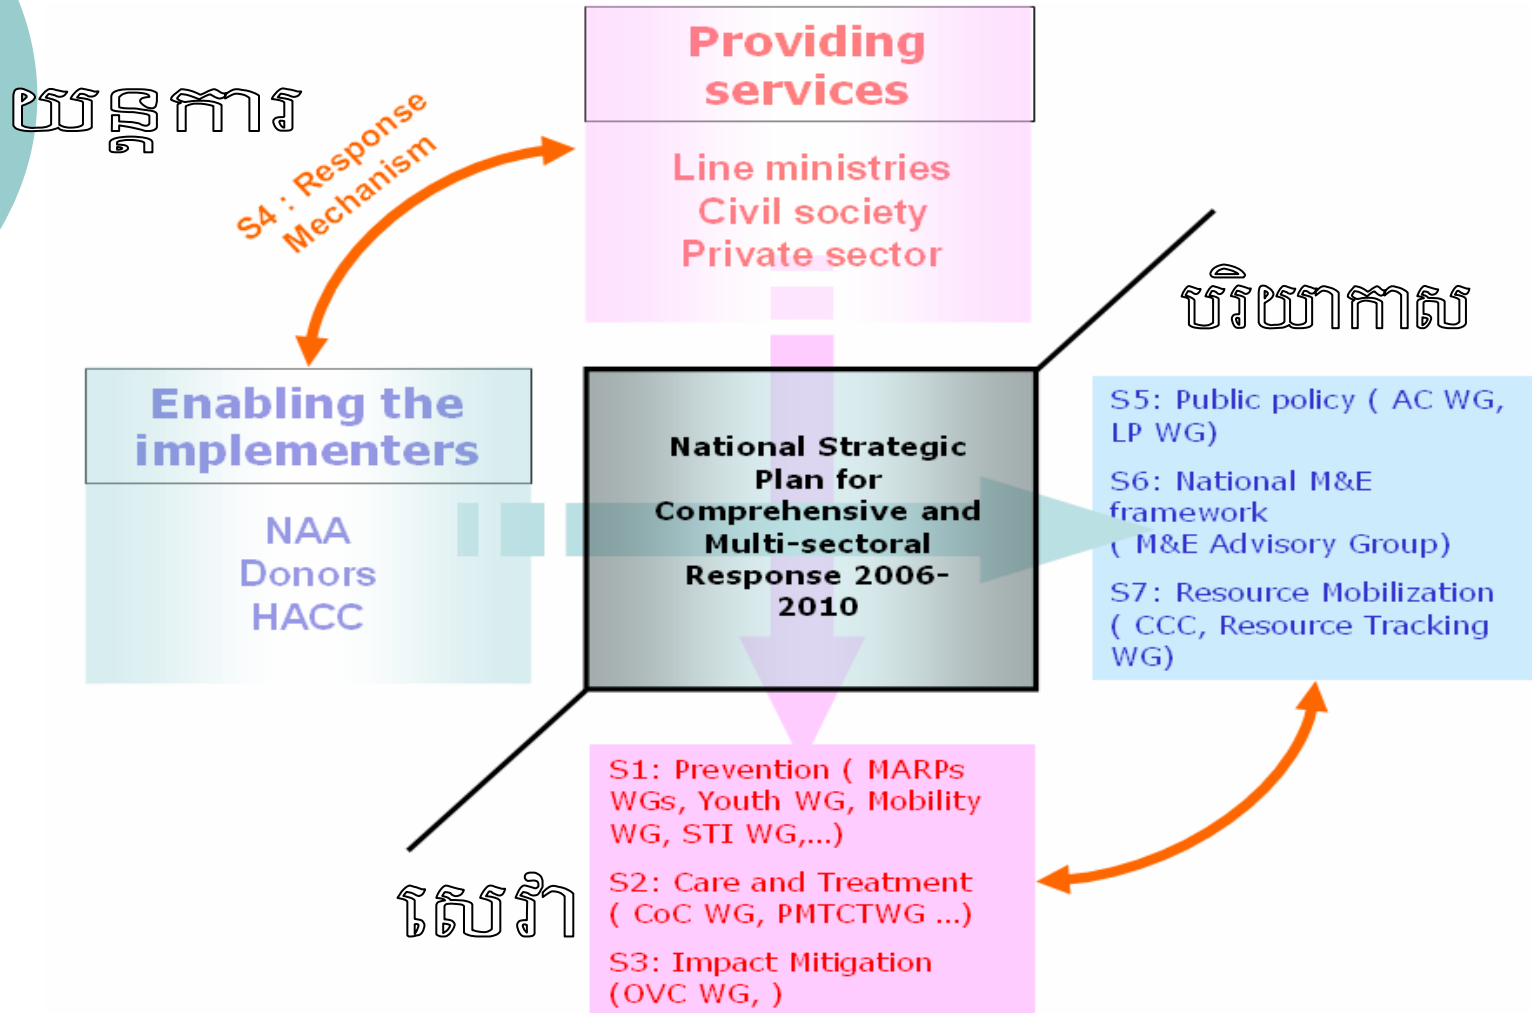 Providing
services
យន្តការ
S4 : Response
Mechanism
Line ministries
Civil society
Private sector
បរិយាកាស
Enabling the
implementers
NAA
Donors
HACC
National Strategic
Plan for
Comprehensive and
Multi-sectoral
Response 2006-
2010
S5: Public policy ( AC WG,
LP WG)
S6: National M&E
framework
( M&E Advisory Group)
S7: Resource Mobilization
( CCC, Resource Tracking
WG)
S1: Prevention ( MARPs
WGs, Youth WG, Mobility
WG, STI WG,...)
សេវា
S2: Care and Treatment
( CoC WG, PMTCTWG ...)
S3: Impact Mitigation
(OVC WG, )